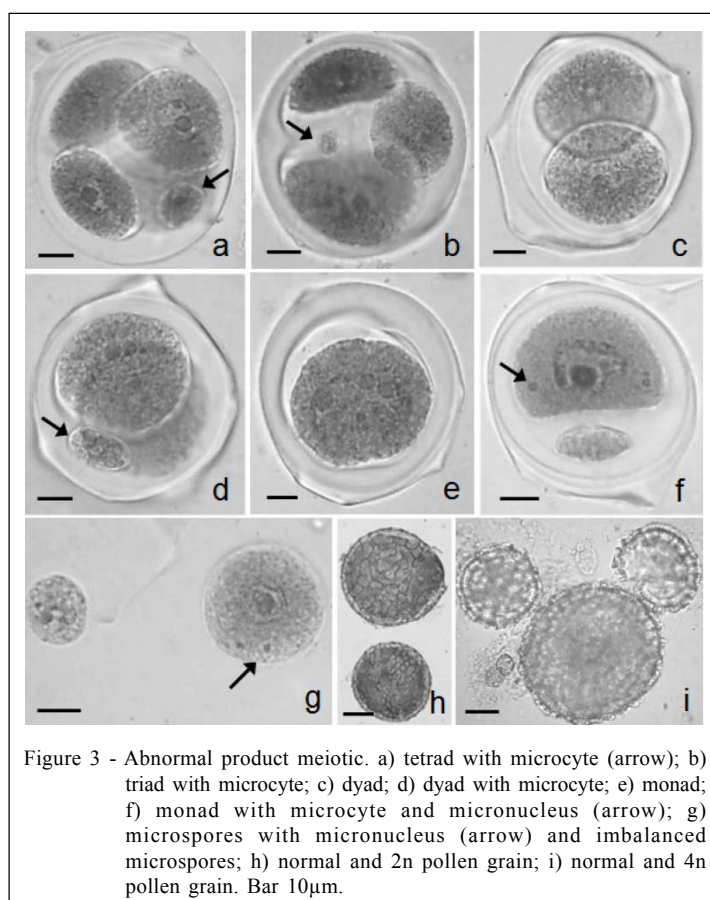 a
b
c
d
e
f
g
h
i
Figure 3 - Abnormal product meiotic. a) tetrad with microcyte (arrow); b)
triad with microcyte; c) dyad; d) dyad with microcyte; e) monad;
f) monad with microcyte and micronucleus (arrow); g)
microspores with micronucleus (arrow) and imbalanced
microspores; h) normal and 2n pollen grain; i) normal and 4n
pollen grain. Bar 10µm.